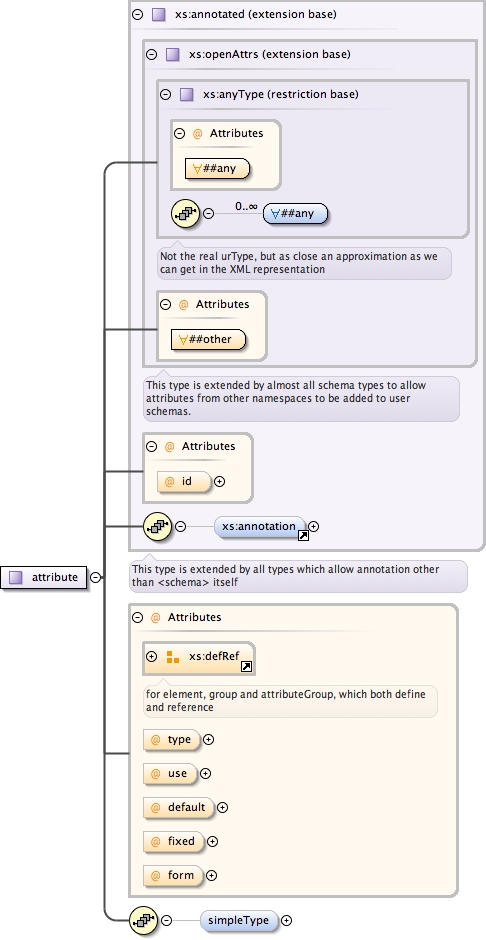 xs:annotated (extension base)
xs:openAttrs (extension base)
xs:anyType (restriction base)
@ Attributes
∀##any
0..∞
∀##any
Not the real urType, but as close an approximation as we
can get in the XML representation
@ Attributes
∀##other
This type is extended by almost all schema types to allow
attributes from other namespaces to be added to user
schemas.
@ Attributes
@ id
xs:annotation
attribute
This type is extended by all types which allow annotation other
than <schema> itself
@ Attributes
xs:defRef
for element, group and attributeGroup, which both define
and reference
@ type
@ use
@ default
@ fixed
@ form
simpleType